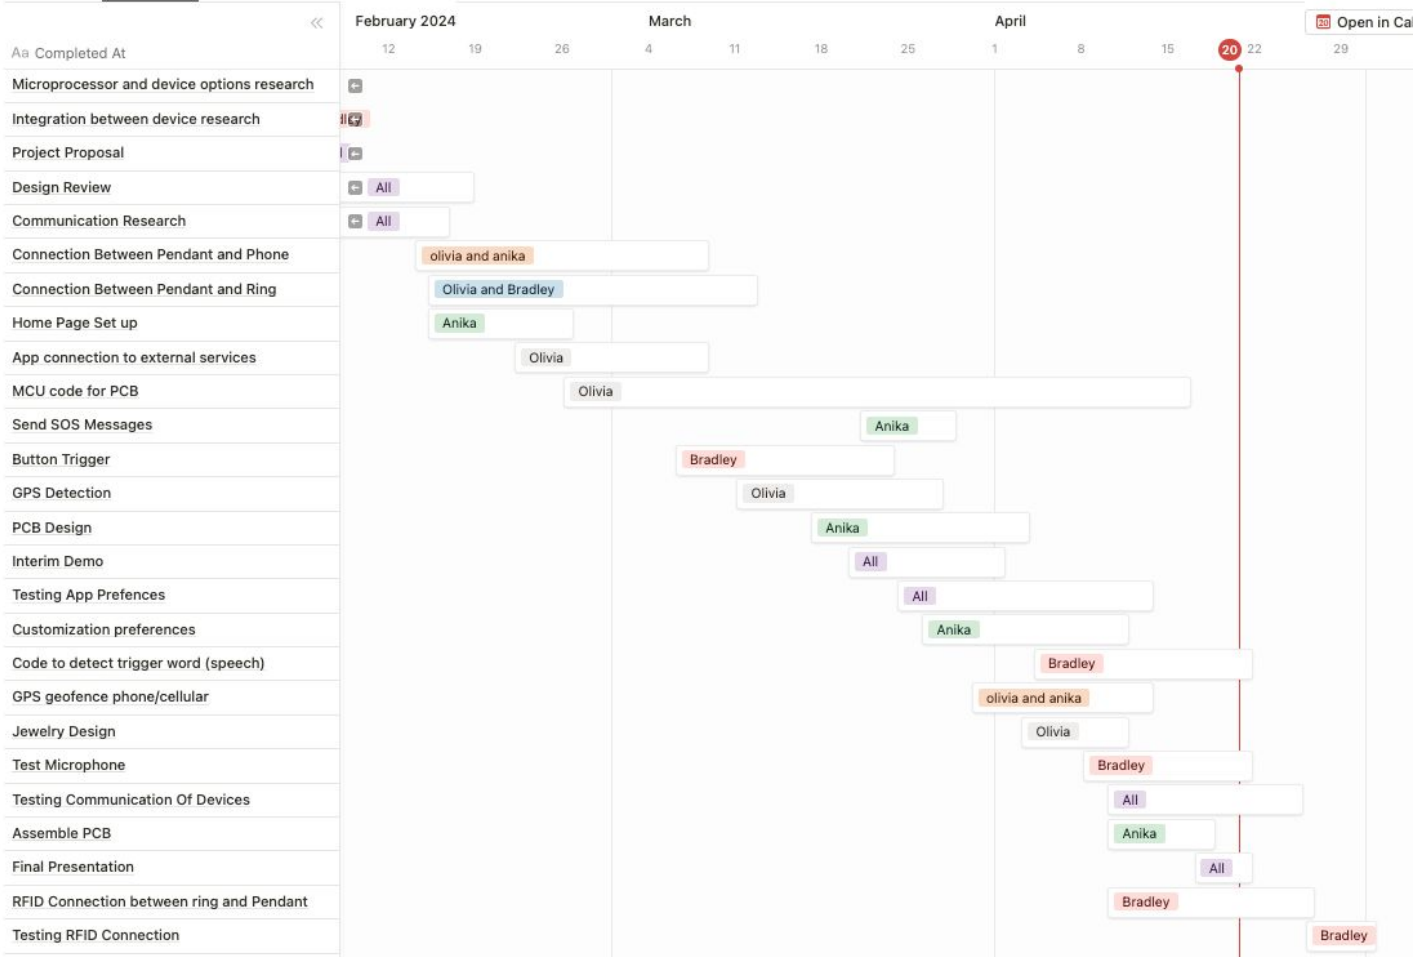 February 2024 March April 20 Open in Cal
Aa Completed At 12 19 26 4 11 18 25 1 8 15 20 22 29
Microprocessor and device options research
Integration between device research
Project Proposal
Design Review All
Communication Research All
Connection Between Pendant and Phone olivia and anika
Connection Between Pendant and Ring Olivia and Bradley
Home Page Set up Anika
App connection to external services Olivia
MCU code for PCB Olivia
Send SOS Messages Anika
Button Trigger Bradley
GPS Detection Olivia
PCB Design Anika
Interim Demo All
Testing App Prefences All
Customization preferences Anika
Code to detect trigger word (speech) Bradley
GPS geofence phone/cellular olivia and anika
Jewelry Design Olivia
Test Microphone Bradley
Testing Communication Of Devices All
Assemble PCB Anika
Final Presentation All
RFID Connection between ring and Pendant Bradley
Testing RFID Connection Bradley